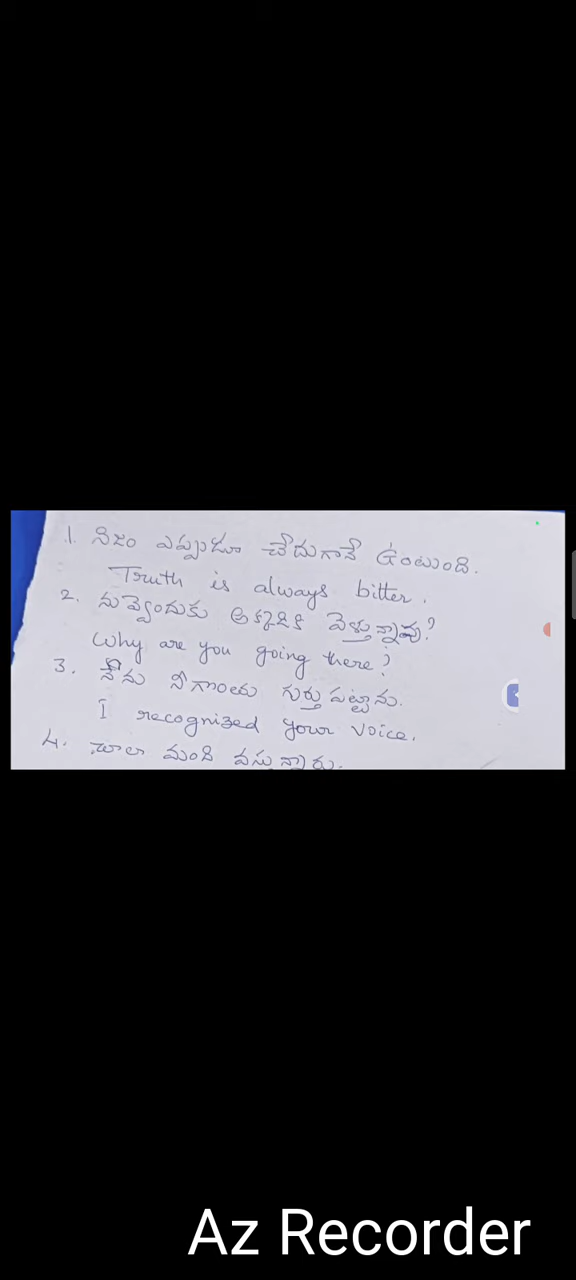 1. నిజం ఎప్పుడూ చేదుగానే ఉంటుంది.
Truth is always bitter.
2. నువ్వెందుకు అక్కడికి వెళ్తున్నావు?
Why are you going there?
3. నేను నీ గొంతు గుర్తు పట్టాను.
I recognized your voice.
4. చాలా మంది వస్తున్నారు.
Az Recorder